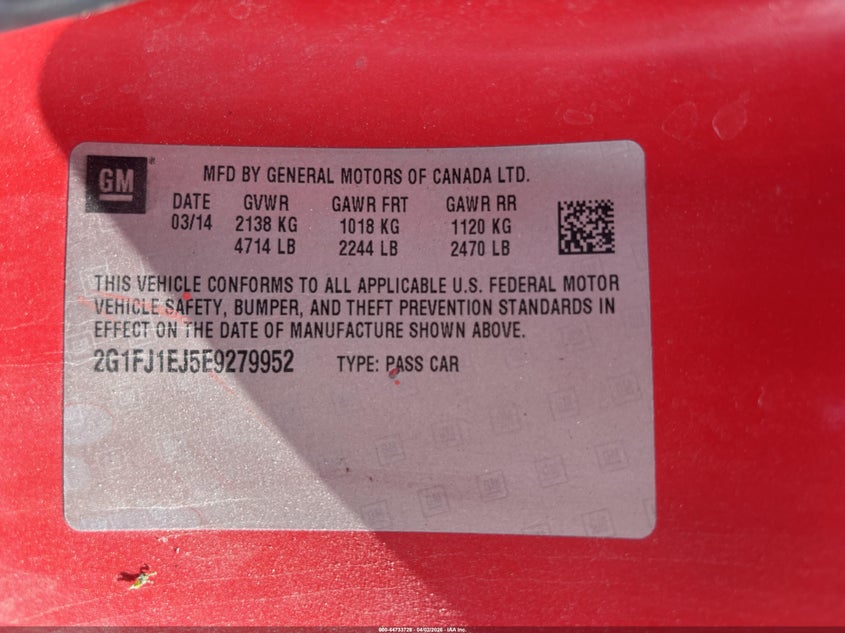 GM
MFD BY GENERAL MOTORS OF CANADA LTD.
DATE GVWR GAWR FRT GAWR RR
03/14 2138 KG 1018 KG 1120 KG
4714 LB 2244 LB 2470 LB
THIS VEHICLE CONFORMS TO ALL APPLICABLE U.S. FEDERAL MOTOR
VEHICLE SAFETY, BUMPER, AND THEFT PREVENTION STANDARDS IN
EFFECT ON THE DATE OF MANUFACTURE SHOWN ABOVE.
2G1FJ1EJ5E9279952 TYPE: PASS CAR